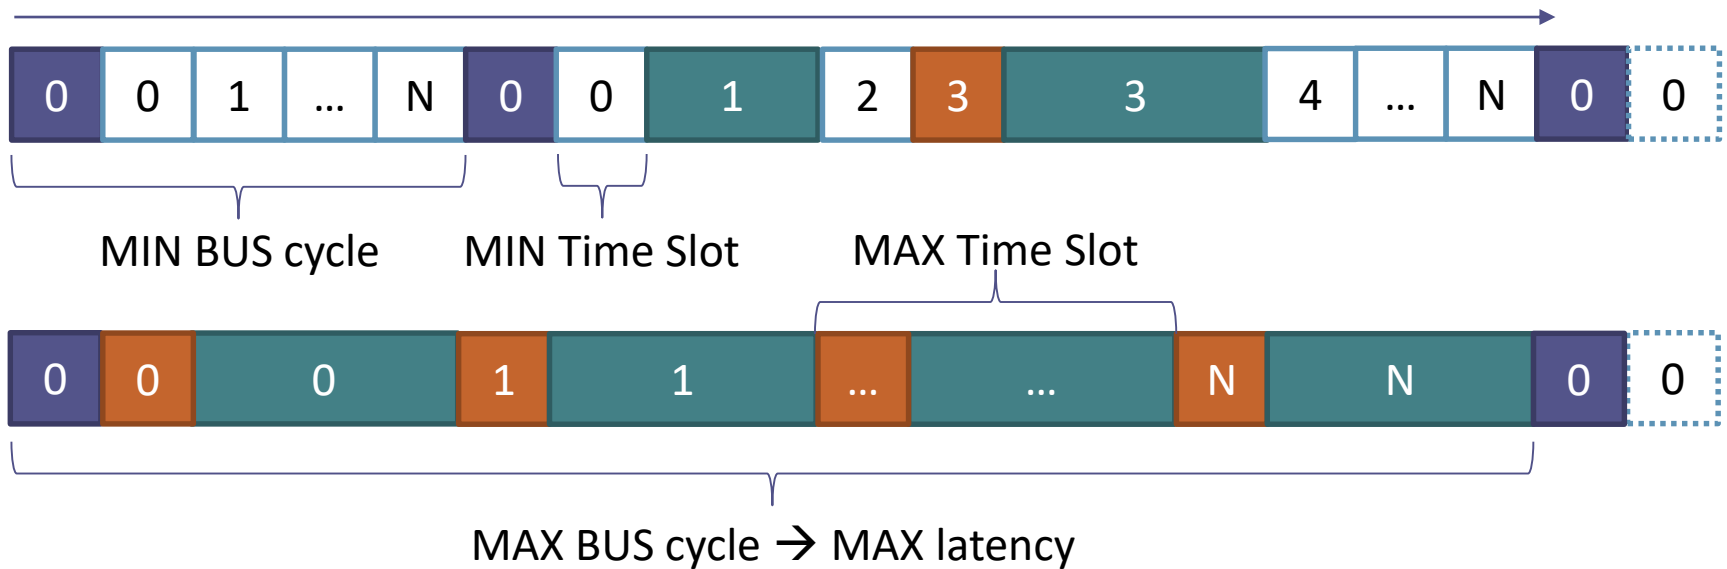 0 0 1 ... N 0 0 1 2 3 3 4 ... N 0 0
MIN BUS cycle MIN Time Slot MAX Time Slot
0 0 0 1 1 ... ... N N 0 0
MAX BUS cycle → MAX latency